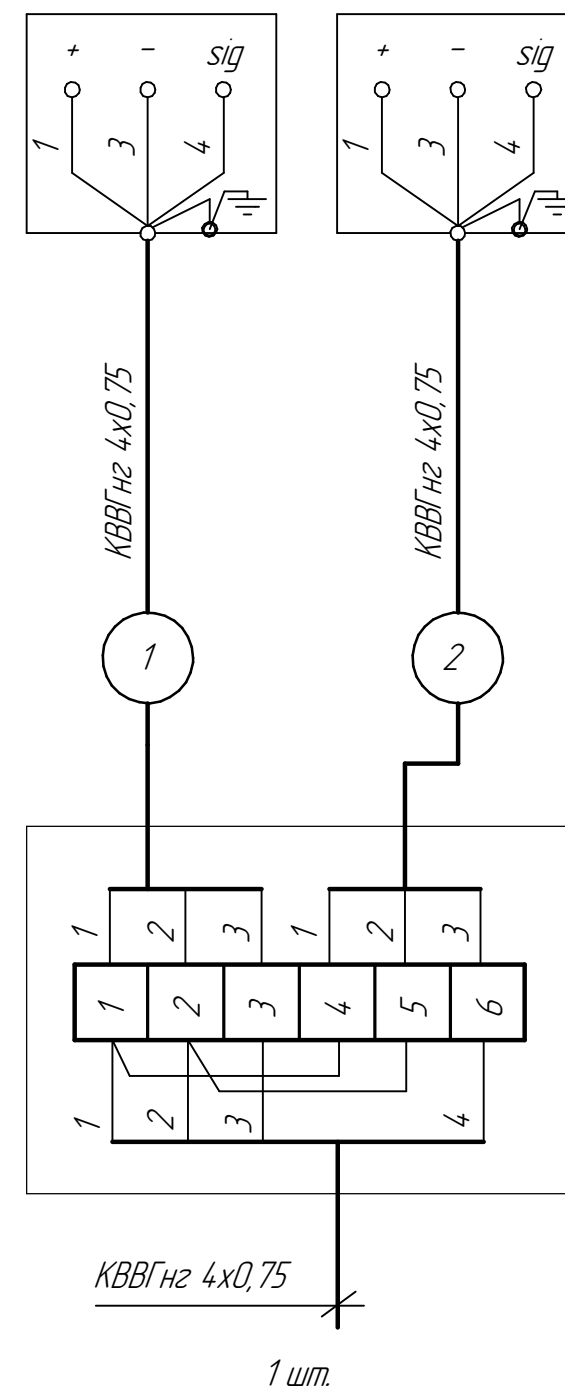 + − sig
1 3 4
+ − sig
1 3 4
КВВГнг 4х0,75
КВВГнг 4х0,75
1
2
1 2 3 1 2 3
1 2 3 4 5 6
1 2 3 4
КВВГнг 4х0,75
1 шт.